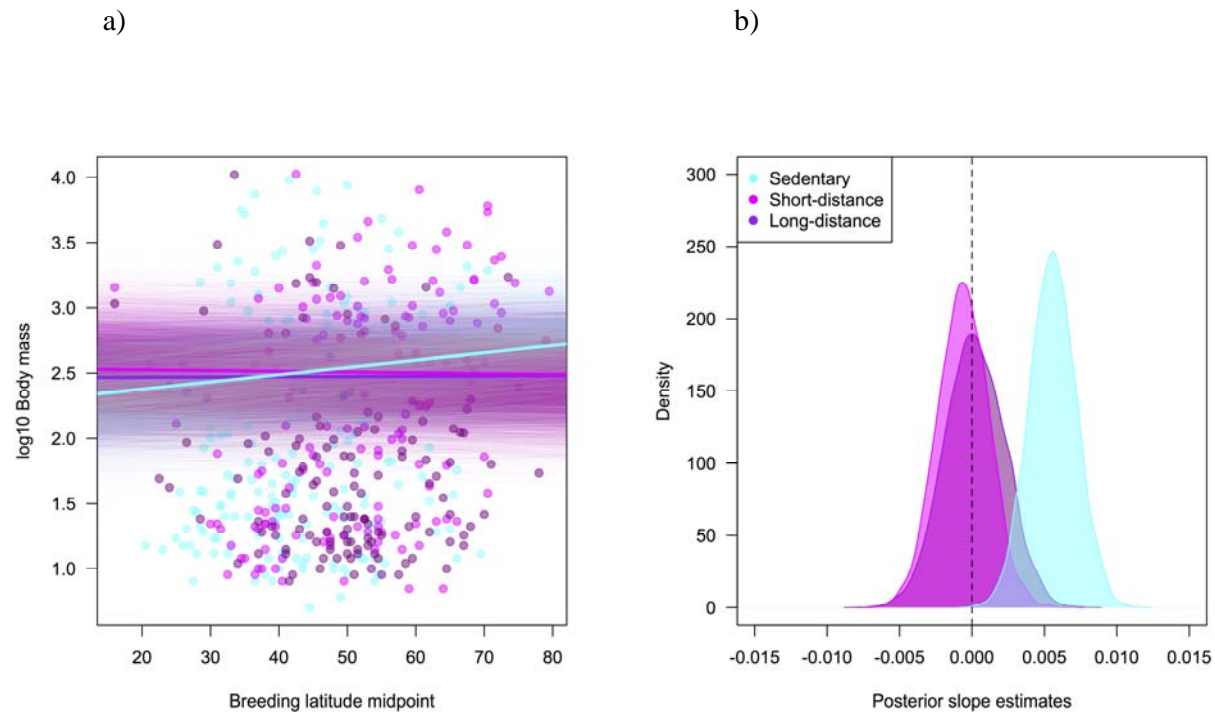 a)
b)
4.0
3.5
3.0
2.5
2.0
1.5
1.0
log10 Body mass
20 30 40 50 60 70 80
Breeding latitude midpoint
Sedentary
Short-distance
Long-distance
300
250
200
150
100
50
0
Density
-0.015 -0.010 -0.005 0.000 0.005 0.010 0.015
Posterior slope estimates